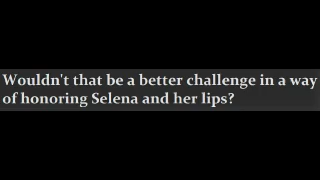 Wouldn't that be a better challenge in a way
of honoring Selena and her lips?